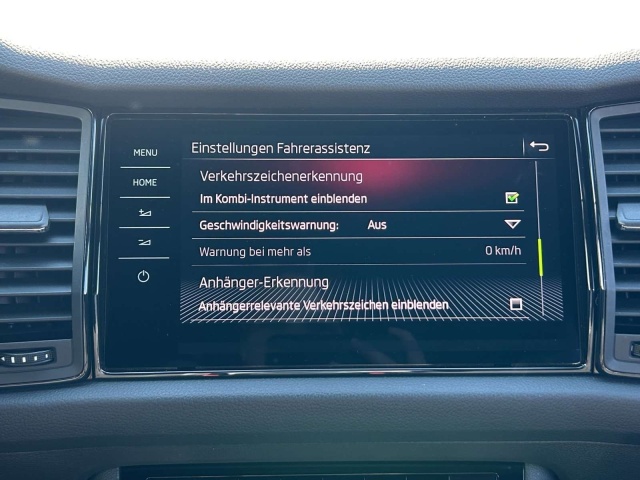 Einstellungen Fahrerassistenz
MENU
HOME
Verkehrszeichenerkennung
Im Kombi-Instrument einblenden
Geschwindigkeitswarnung: Aus
Warnung bei mehr als 0 km/h
Anhänger-Erkennung
Anhängerrelevante Verkehrszeichen einblenden